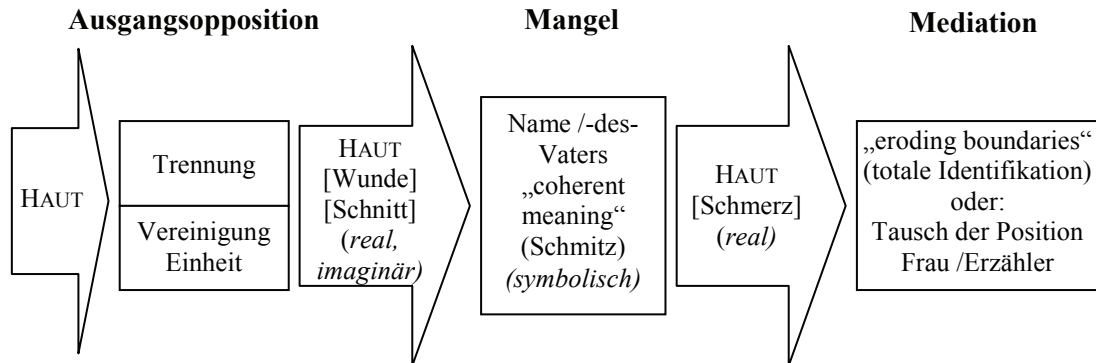 Ausgangsopposition
Mangel
Mediation
HAUT
Trennung
Vereinigung
Einheit
HAUT
[Wunde]
[Schnitt]
(real,
imaginär)
Name /-des-
Vaters
„coherent
meaning“
(Schmitz)
(symbolisch)
HAUT
[Schmerz]
(real)
„eroding boundaries“
(totale Identifikation)
oder:
Tausch der Position
Frau /Erzähler